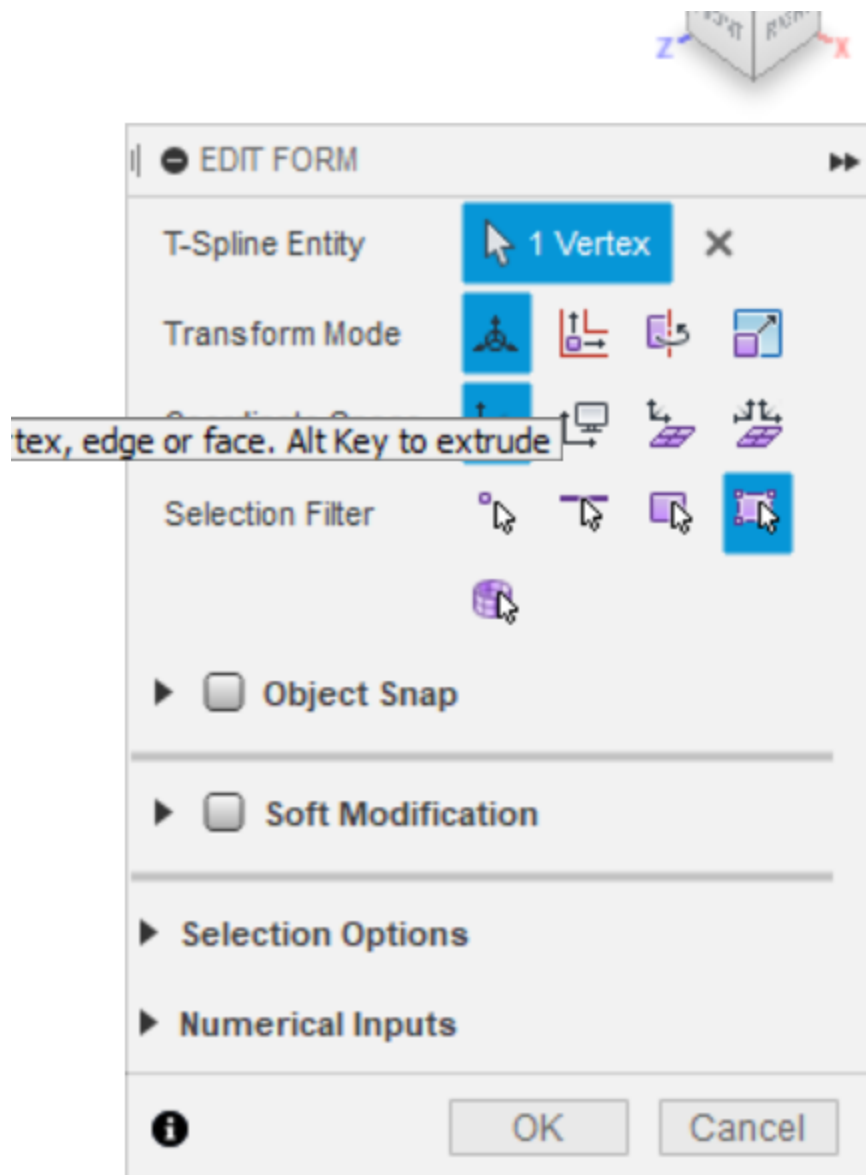 Z
X
EDIT FORM
T-Spline Entity
1 Vertex
Transform Mode
tex, edge or face. Alt Key to extrude
Selection Filter
Object Snap
Soft Modification
Selection Options
Numerical Inputs
OK
Cancel